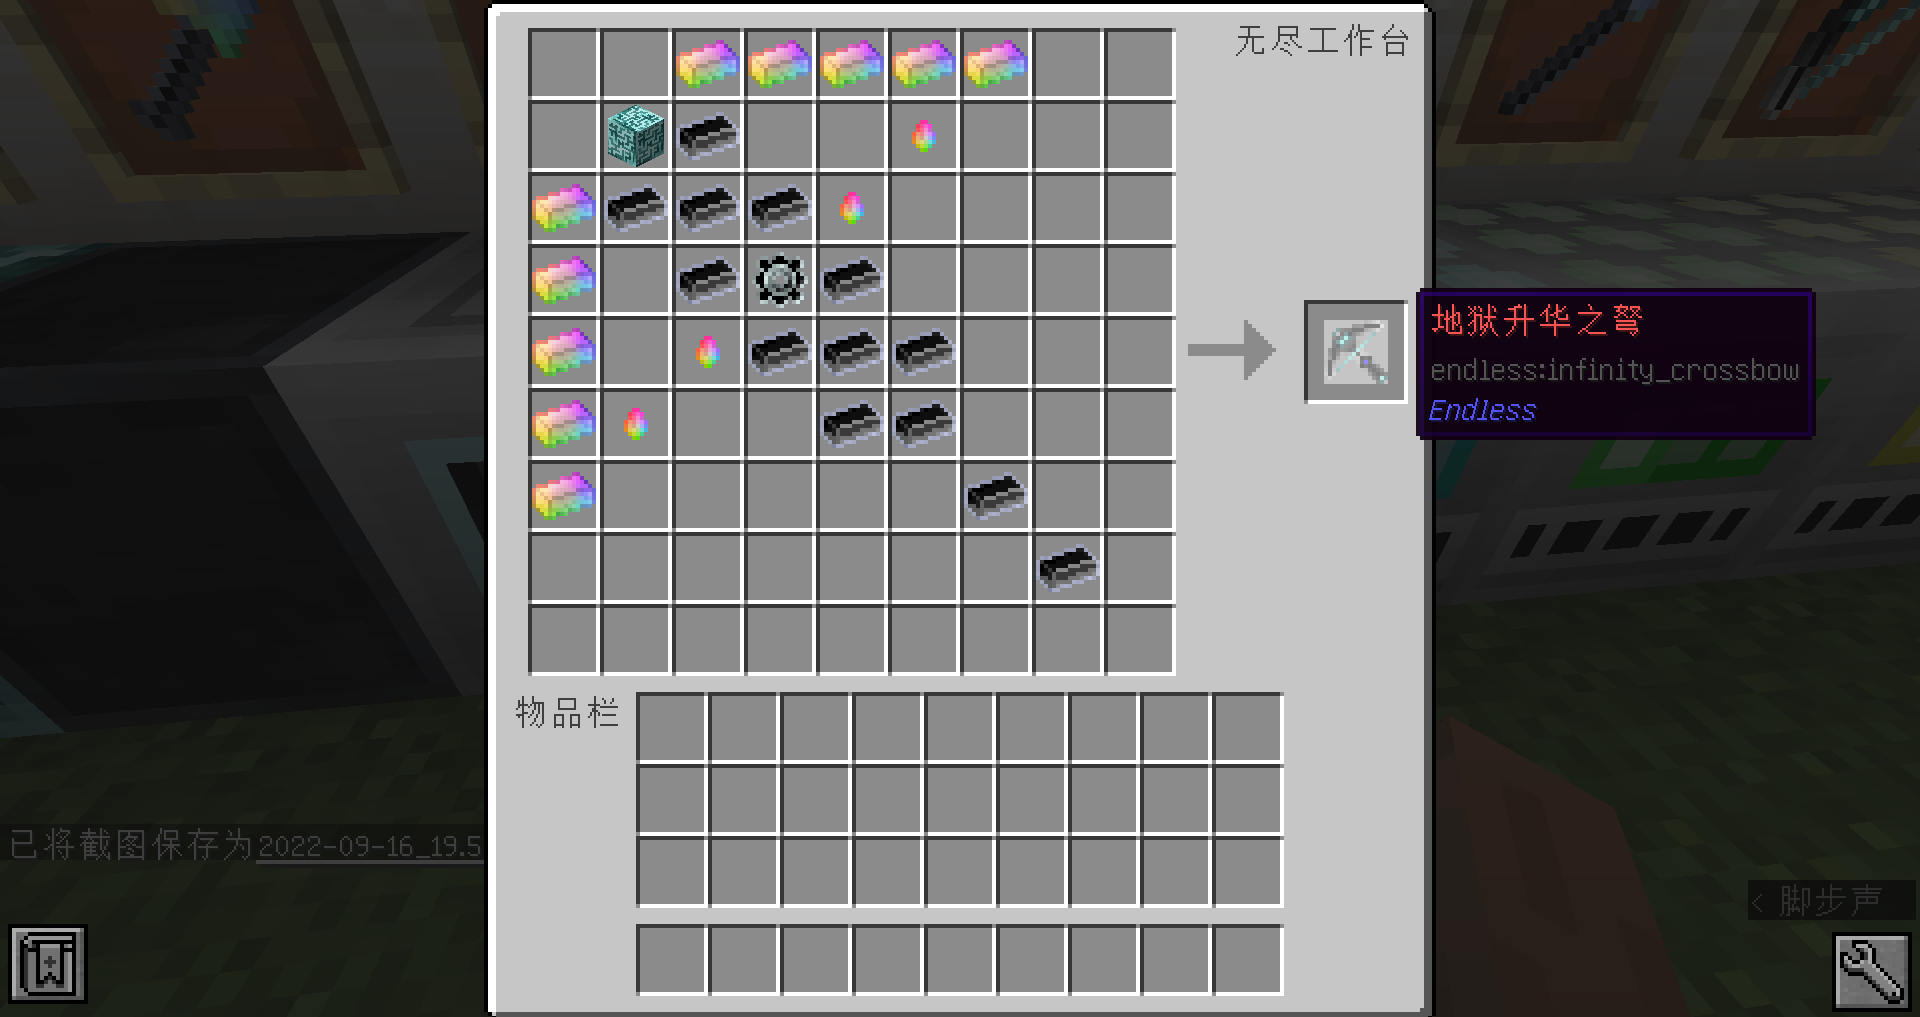 无尽工作台
地狱升华之弩
endless:infinity_crossbow
Endless
物品栏
已将截图保存为2022-09-16_19.5
< 脚步声